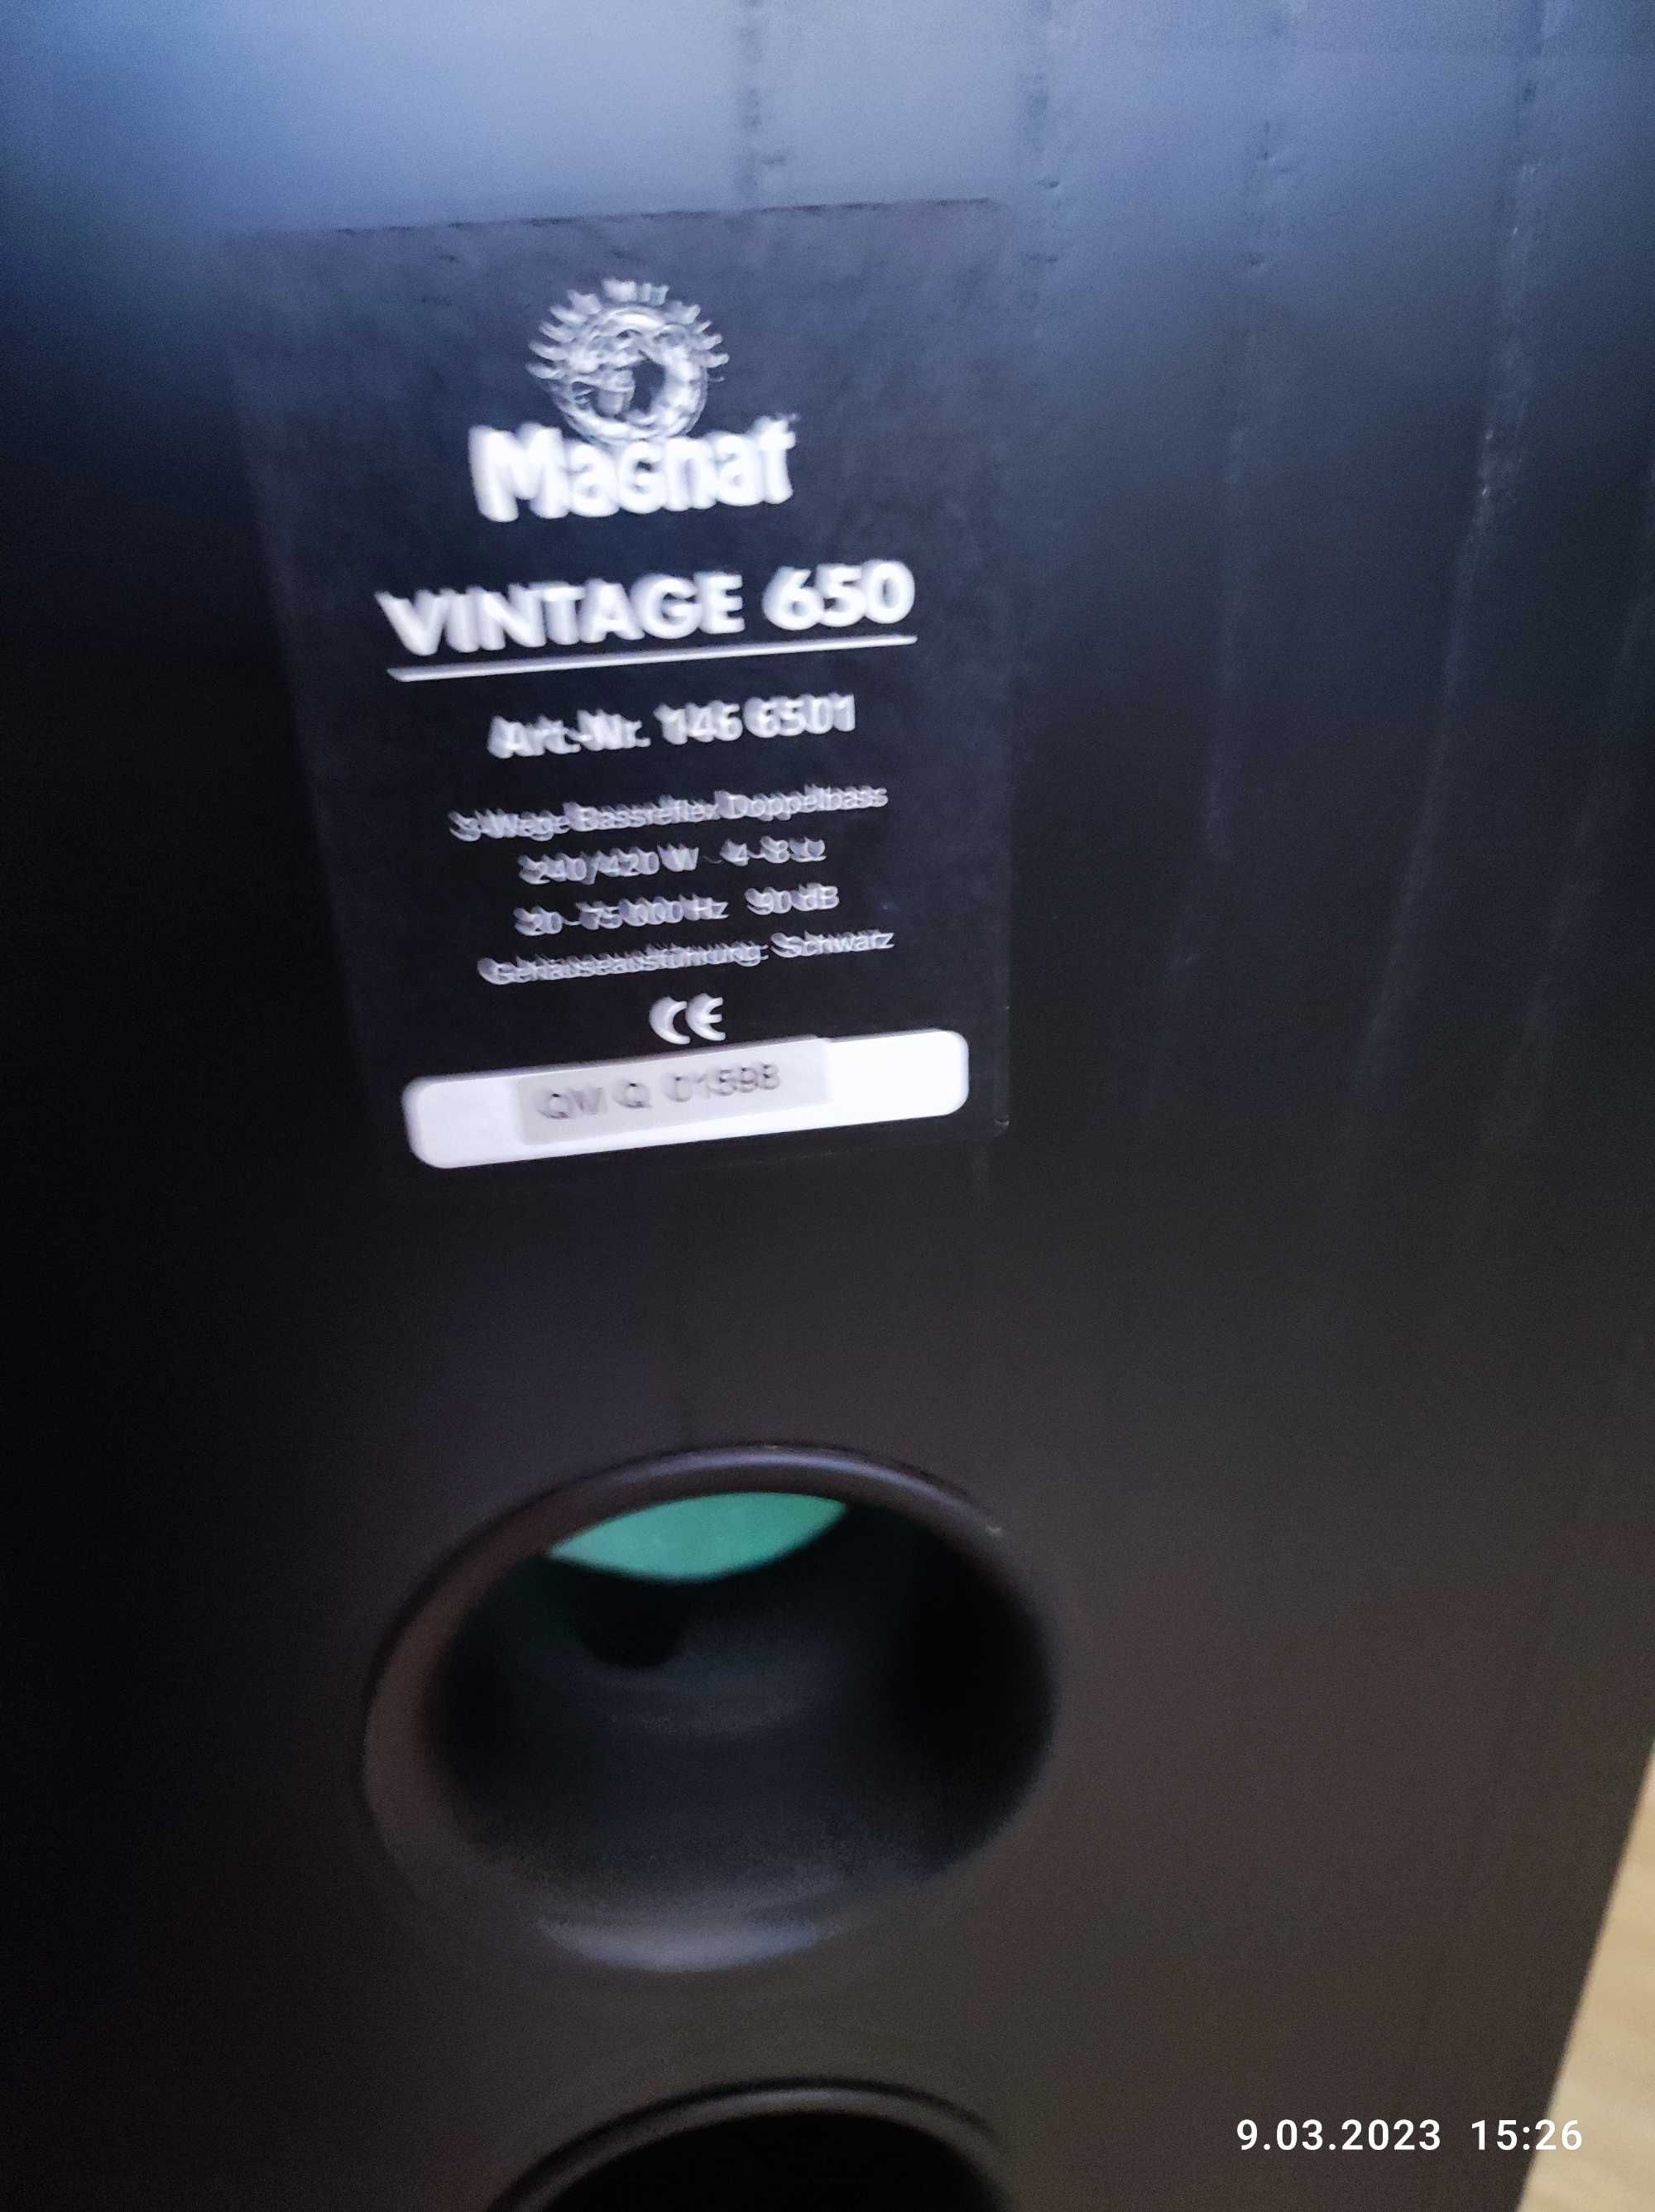 Magnat
VINTAGE 650
Art.-Nr. 146 6501
3-Wege Bassreflex Doppelbass
240/420 W 4-8 Ω
20-75 000 Hz 90 dB
Gehäuseausführung: Schwarz
CE
QWI Q 01598
9.03.2023 15:26